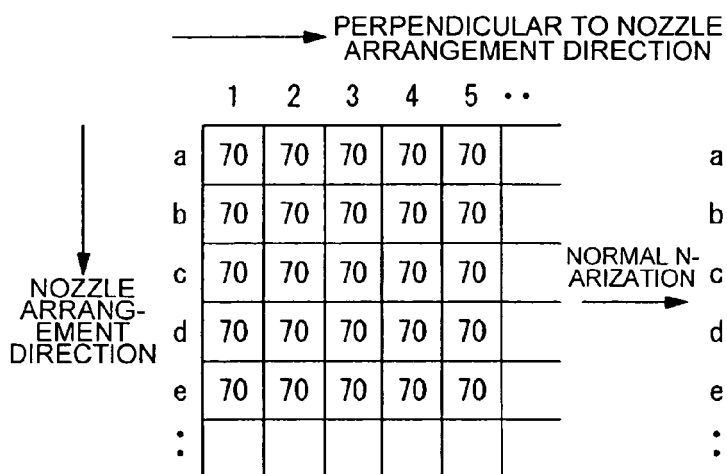 PERPENDICULAR TO NOZZLE
ARRANGEMENT DIRECTION
1 2 3 4 5 ··
a 70 70 70 70 70 a
b 70 70 70 70 70 b
c 70 70 70 70 70 c
d 70 70 70 70 70 d
e 70 70 70 70 70 e
: :
NOZZLE
ARRANG-
EMENT
DIRECTION
NORMAL N-
ARIZATION